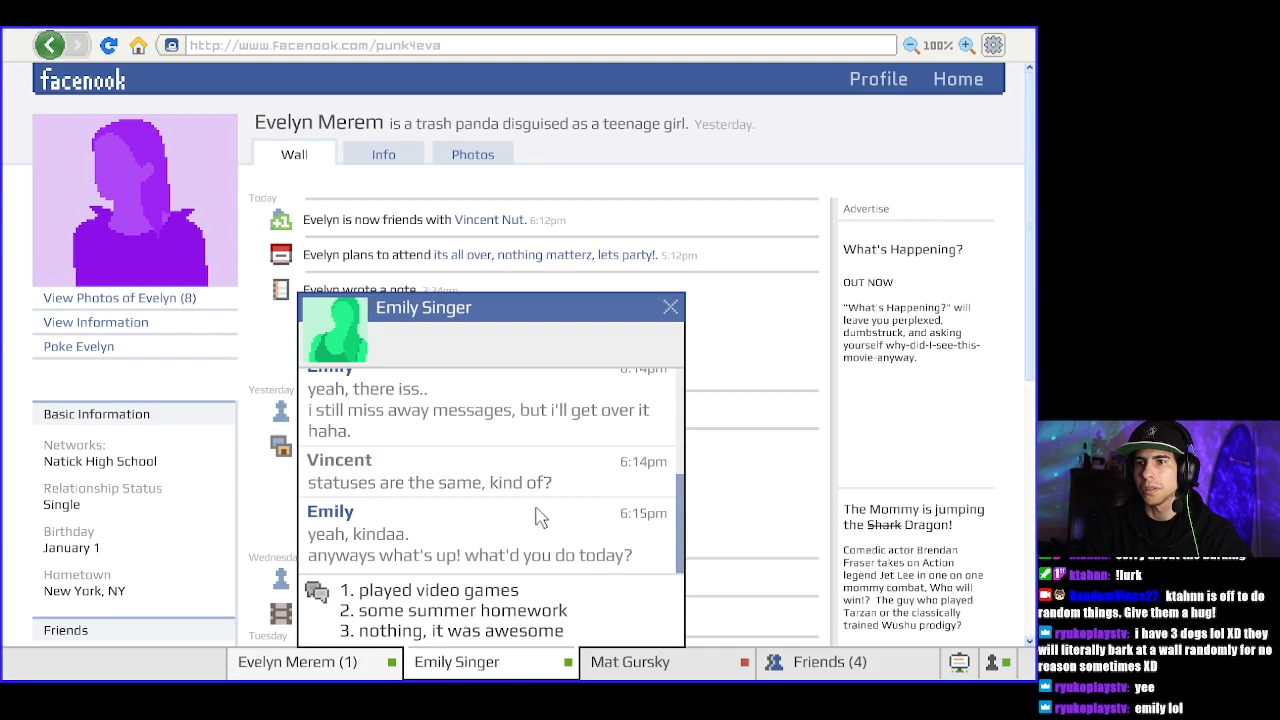 http://www.facenook.com/punk4eva
100%
facenook
Profile
Home
Evelyn Merem is a trash panda disguised as a teenage girl. Yesterday.
Wall
Info
Photos
Today
Evelyn is now friends with Vincent Nut. 6:12pm
Evelyn plans to attend its all over, nothing matterz, lets party!. 5:12pm
Evelyn wrote a note. 3:34pm
View Photos of Evelyn (8)
View Information
Poke Evelyn
Basic Information
Networks:
Natick High School
Relationship Status
Single
Birthday
January 1
Hometown
New York, NY
Friends
Yesterday
Wednesday
Tuesday
Emily Singer
Emily 6:14pm
yeah, there iss..
i still miss away messages, but i'll get over it
haha.
Vincent 6:14pm
statuses are the same, kind of?
Emily 6:15pm
yeah, kindaa.
anyways what's up! what'd you do today?
1. played video games
2. some summer homework
3. nothing, it was awesome
Advertise
What's Happening?
OUT NOW
"What's Happening?" will
leave you perplexed,
dumbstruck, and asking
yourself why-did-I-see-this-
movie-anyway.
The Mommy is jumping
the Shark Dragon!
Comedic actor Brendan
Fraser takes on Action
legend Jet Lee in one on one
mommy combat. Who will
win!? The guy who played
Tarzan or the classically
trained Wushu prodigy?
Evelyn Merem (1)
Emily Singer
Mat Gursky
Friends (4)
ktahnn: !lurk
RandomVince27: ktahnn is off to do
random things. Give them a hug!
ryukoplaystv: i have 3 dogs lol XD they
will literally bark at a wall randomly for no
reason sometimes XD
ryukoplaystv: yee
ryukoplaystv: emily lol